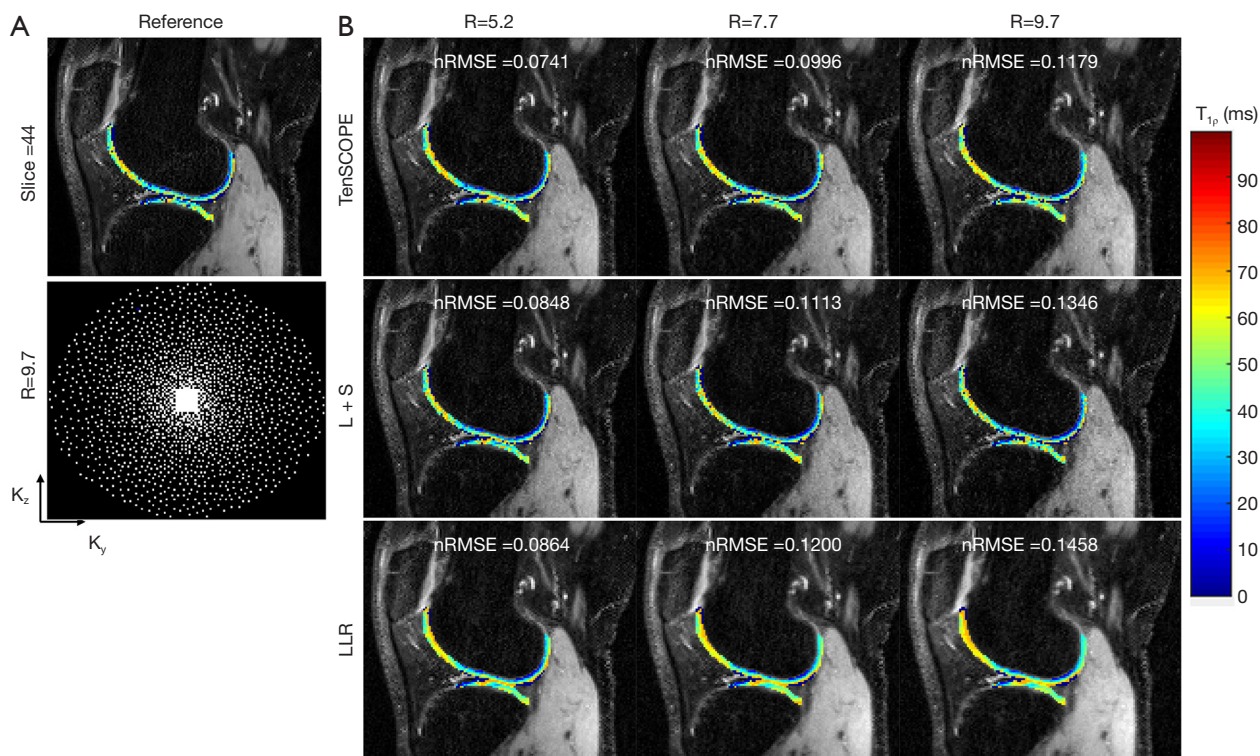 A
Reference
B
R=5.2
R=7.7
R=9.7
Slice =44
TenSCOPE
nRMSE =0.0741
nRMSE =0.0996
nRMSE =0.1179
T1ρ (ms)
90
80
70
60
50
40
30
20
10
0
R=9.7
Kz
Ky
L + S
nRMSE =0.0848
nRMSE =0.1113
nRMSE =0.1346
LLR
nRMSE =0.0864
nRMSE =0.1200
nRMSE =0.1458